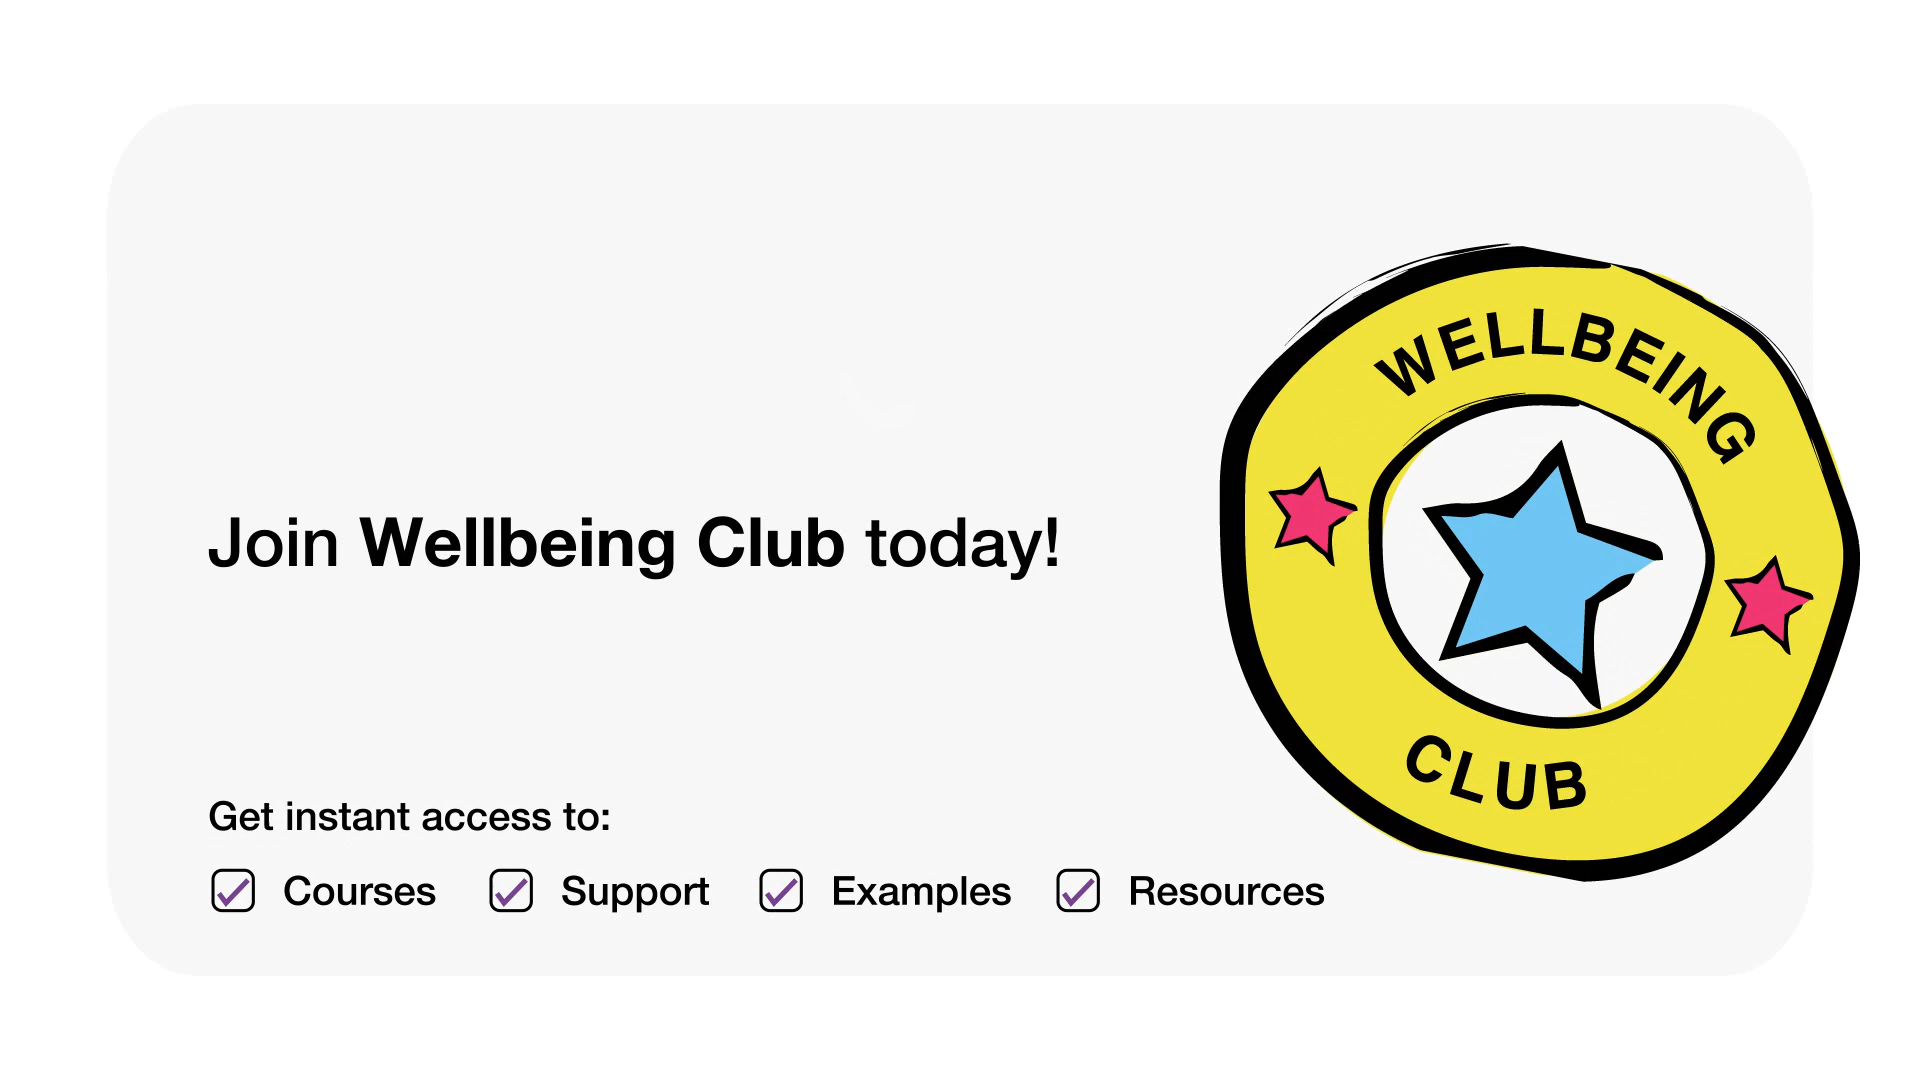 Join Wellbeing Club today!
WELLBEING
CLUB
Get instant access to:
Courses Support Examples Resources